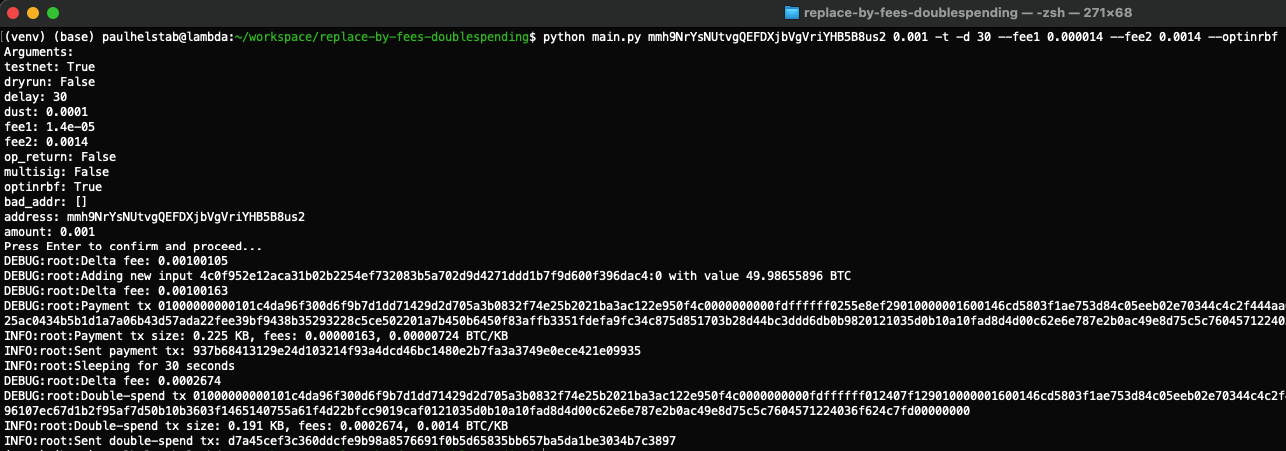 replace-by-fees-doublespending — -zsh — 271×68
(venv) (base) paulhelstab@lambda:~/workspace/replace-by-fees-doublespending$ python main.py mmh9NrYsNUtvgQEFDXjbVgVriYHB5B8us2 0.001 -t -d 30 --fee1 0.000014 --fee2 0.0014 --optinrbf
Arguments:
testnet: True
dryrun: False
delay: 30
dust: 0.0001
fee1: 1.4e-05
fee2: 0.0014
op_return: False
multisig: False
optinrbf: True
bad_addr: []
address: mmh9NrYsNUtvgQEFDXjbVgVriYHB5B8us2
amount: 0.001
Press Enter to confirm and proceed...
DEBUG:root:Delta fee: 0.00100105
DEBUG:root:Adding new input 4c0f952e12aca31b02b2254ef732083b5a702d9d4271ddd1b7f9d600f396dac4:0 with value 49.98655896 BTC
DEBUG:root:Delta fee: 0.00100163
DEBUG:root:Payment tx 01000000000101c4da96f300d6f9b7d1dd71429d2d705a3b0832f74e25b2021ba3ac122e950f4c0000000000fdffffff0255e8ef29010000001600146cd5803f1ae753d84c05eeb02e70344c4c2f444aa
25ac0434b5b1d1a7a06b43d57ada22fee39bf9438b35293228c5ce502201a7b450b6450f83affb3351fdefa9fc34c875d851703b28d44bc3ddd6db0b9820121035d0b10a10fad8d4d00c62e6e787e2b0ac49e8d75c5c76045712240
INFO:root:Payment tx size: 0.225 KB, fees: 0.00000163, 0.00000724 BTC/KB
INFO:root:Sent payment tx: 937b68413129e24d103214f93a4dcd46bc1480e2b7fa3a3749e0ece421e09935
INFO:root:Sleeping for 30 seconds
DEBUG:root:Delta fee: 0.0002674
DEBUG:root:Double-spend tx 01000000000101c4da96f300d6f9b7d1dd71429d2d705a3b0832f74e25b2021ba3ac122e950f4c0000000000fdffffff012407f129010000001600146cd5803f1ae753d84c05eeb02e70344c4c2f
96107ec67d1b2f95af7d50b10b3603f1465140755a61f4d22bfcc9019caf0121035d0b10a10fad8d4d00c62e6e787e2b0ac49e8d75c5c7604571224036f624c7fd00000000
INFO:root:Double-spend tx size: 0.191 KB, fees: 0.0002674, 0.0014 BTC/KB
INFO:root:Sent double-spend tx: d7a45cef3c360ddcfe9b98a8576691f0b5d65835bb657ba5da1be3034b7c3897